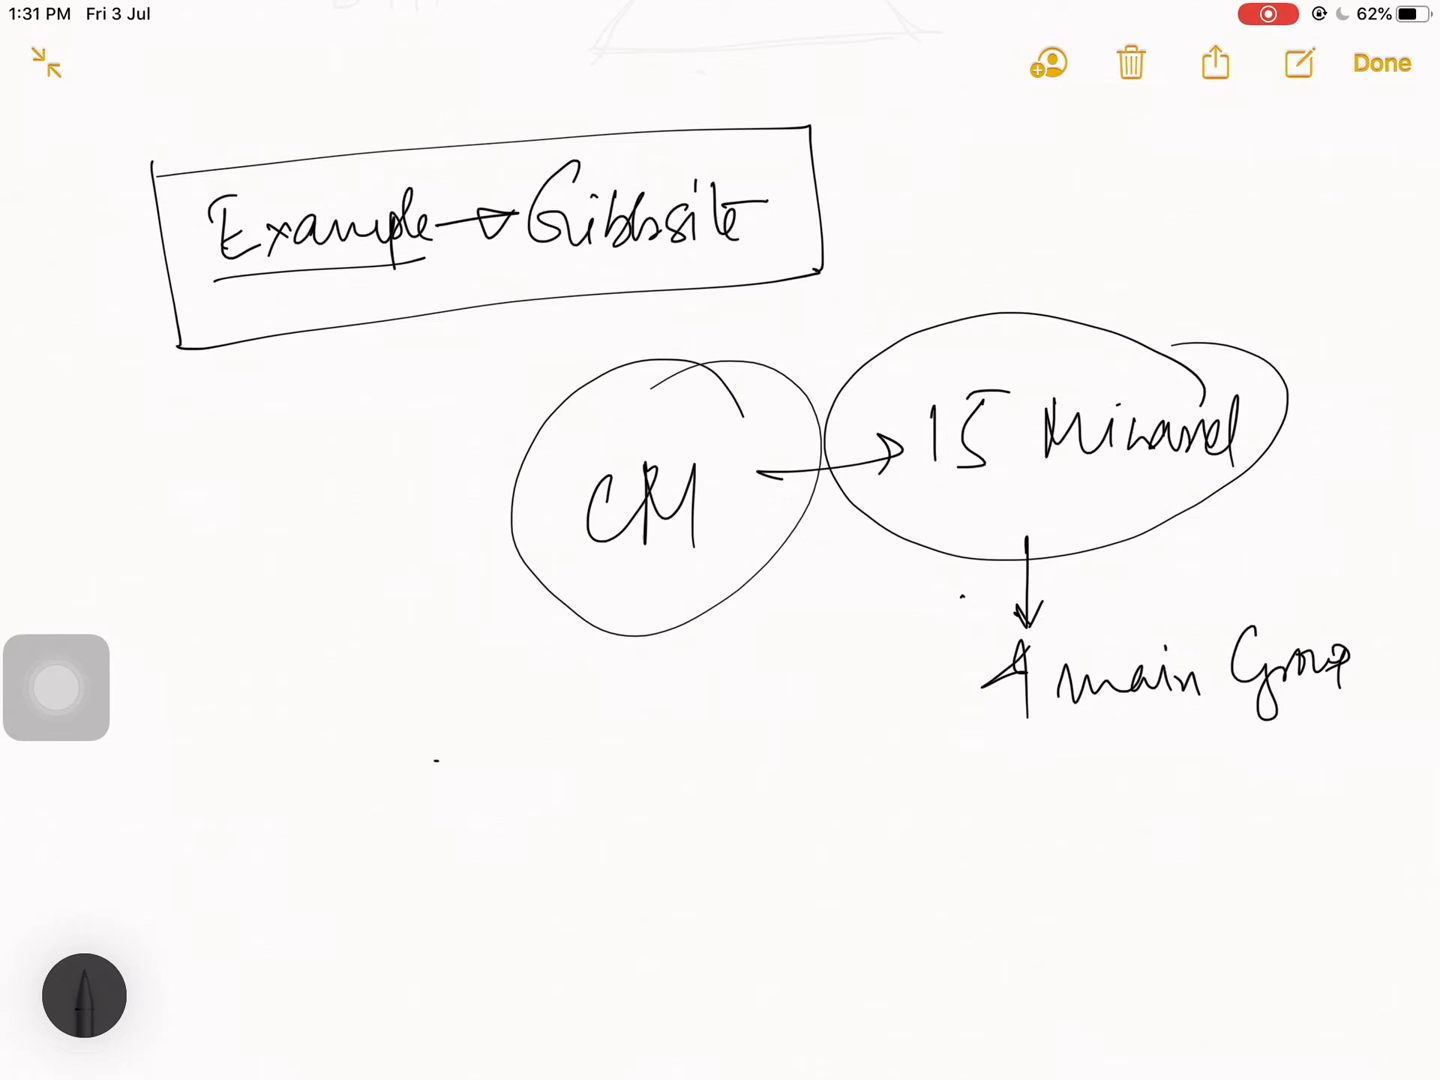 1:31 PM Fri 3 Jul
62%
Done
Example → Gibbsite
CM ↔ 15 Mineral
4 main Group